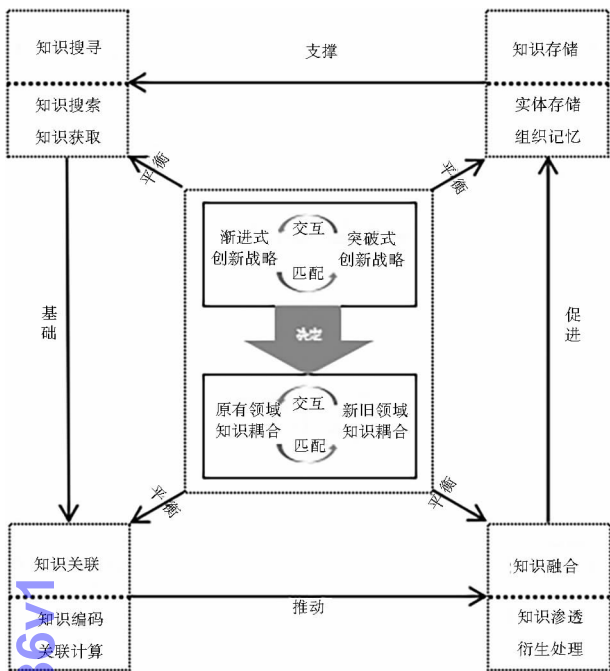 知识搜寻
知识搜索
知识获取
支撑
知识存储
实体存储
组织记忆
平衡
平衡
渐进式
创新战略
交互
匹配
突破式
创新战略
决定
原有领域
知识耦合
交互
匹配
新旧领域
知识耦合
基础
促进
平衡
平衡
知识关联
知识编码
关联计算
推动
知识融合
知识渗透
衍生处理
36v1